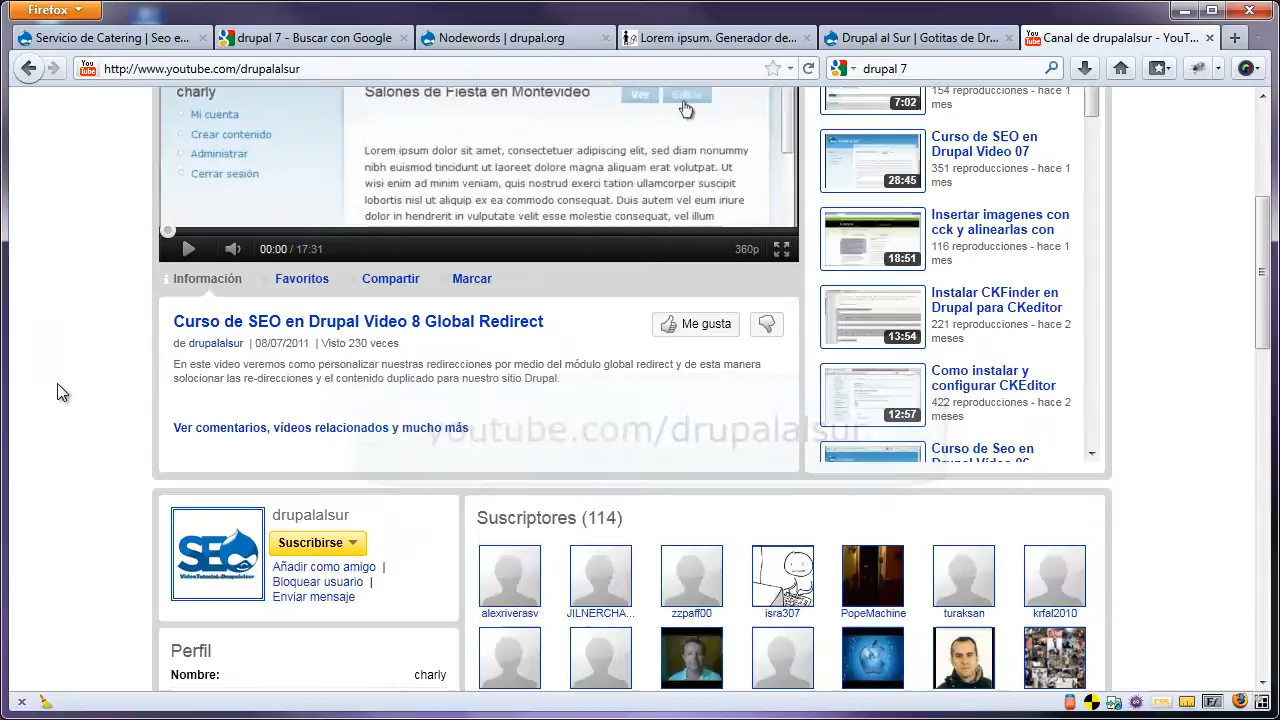 Firefox
Servicio de Catering | Seo e...
drupal 7 - Buscar con Google
Nodewords | drupal.org
Lorem ipsum. Generador de...
Drupal al Sur | Gotitas de Dr...
Canal de drupalalsur - YouT...
http://www.youtube.com/drupalalsur
drupal 7
charly
Mi cuenta
Crear contenido
Administrar
Cerrar sesión
Salones de Fiesta en Montevideo
Ver
Editar
Lorem ipsum dolor sit amet, consectetuer adipiscing elit, sed diam nonummy
nibh euismod tincidunt ut laoreet dolore magna aliquam erat volutpat. Ut
wisi enim ad minim veniam, quis nostrud exerci tation ullamcorper suscipit
lobortis nisl ut aliquip ex ea commodo consequat. Duis autem vel eum iriure
dolor in hendrerit in vulputate velit esse molestie consequat, vel illum
00:00 / 17:31
360p
Información
Favoritos
Compartir
Marcar
Curso de SEO en Drupal Video 8 Global Redirect
Me gusta
de drupalalsur | 08/07/2011 | Visto 230 veces
En este video veremos como personalizar nuestras redirecciones por medio del módulo global redirect y de esta manera
solocionar las re-direcciones y el contenido duplicado para nuestro sitio Drupal.
Ver comentarios, vídeos relacionados y mucho más
youtube.com/drupalalsur
7:02
154 reproducciones - hace 1
mes
28:45
Curso de SEO en
Drupal Video 07
351 reproducciones - hace 1
mes
18:51
Insertar imagenes con
cck y alinearlas con
116 reproducciones - hace 1
mes
13:54
Instalar CKFinder en
Drupal para CKeditor
221 reproducciones - hace 2
meses
12:57
Como instalar y
configurar CKEditor
422 reproducciones - hace 2
meses
Curso de Seo en
Drupal Video 06
SEO
VideoTutorial-Drupalalsur
drupalalsur
Suscribirse
Añadir como amigo |
Bloquear usuario |
Enviar mensaje
Perfil
Nombre:
charly
Suscriptores (114)
alexriverasv
JILNERCHA...
zzpaff00
isra307
PopeMachine
turaksan
krfal2010